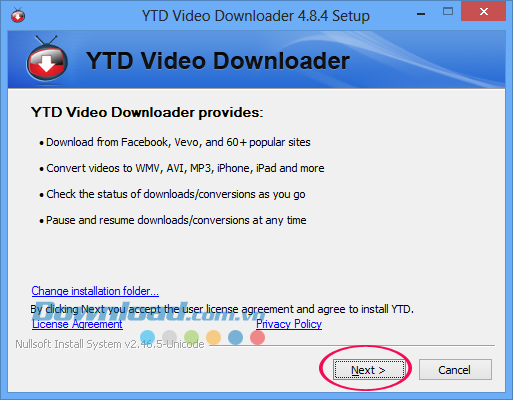 YTD Video Downloader 4.8.4 Setup
YTD Video Downloader
YTD Video Downloader provides:
• Download from Facebook, Vevo, and 60+ popular sites
• Convert videos to WMV, AVI, MP3, iPhone, iPad and more
• Check the status of downloads/conversions as you go
• Pause and resume downloads/conversions at any time
Change installation folder...
Download.com.vn
By clicking Next you accept the user license agreement and agree to install YTD.
License Agreement Privacy Policy
Nullsoft Install System v2.46.5-Unicode
Next > Cancel